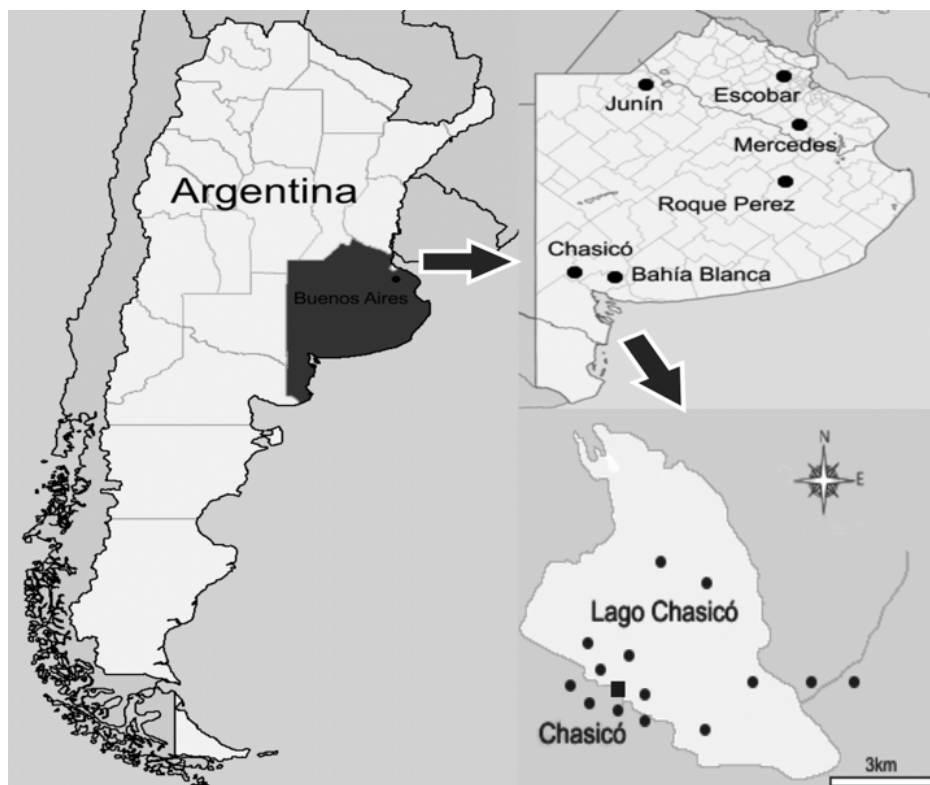 Argentina
Buenos Aires
Junín
Escobar
Mercedes
Roque Perez
Chasicó
Bahía Blanca
N
E
Lago Chasicó
Chasicó
3km